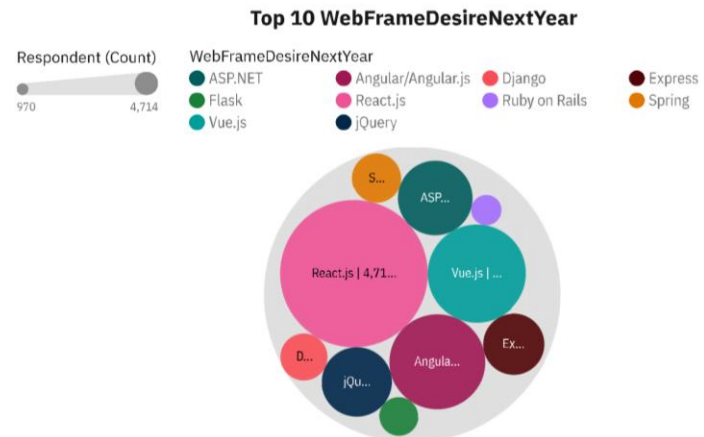 Top 10 WebFrameDesireNextYear
Respondent (Count)
970 4,714
WebFrameDesireNextYear
ASP.NET Angular/Angular.js Django Express
Flask React.js Ruby on Rails Spring
Vue.js jQuery
S...
ASP...
React.js | 4,71...
Vue.js | ...
Ex...
D...
Angula...
jQu...